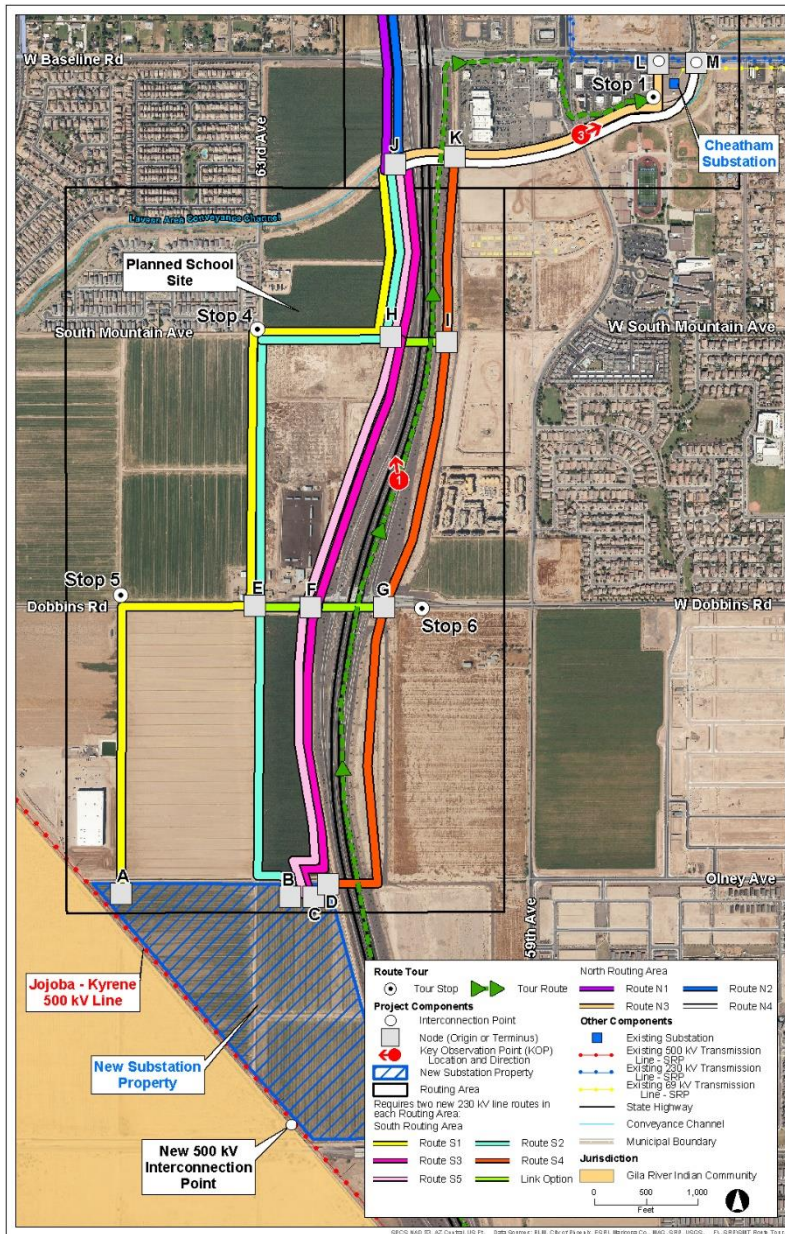 W Baseline Rd
L
M
Stop 1
3
Cheatham
Substation
63rd Ave
J
K
Laveen Area Conveyance Channel
Planned School
Site
Stop 4
South Mountain Ave
H
I
W South Mountain Ave
1
Stop 5
Dobbins Rd
E
F
G
Stop 6
W Dobbins Rd
A
B
C
D
Olney Ave
59th Ave
Jojoba - Kyrene
500 kV Line
New Substation
Property
New 500 kV
Interconnection
Point
Route Tour
Tour Stop
Tour Route
Project Components
Interconnection Point
Node (Origin or Terminus)
Key Observation Point (KOP)
Location and Direction
New Substation Property
Routing Area
Requires two new 230 kV line routes in
each Routing Area:
South Routing Area
Route S1
Route S2
Route S3
Route S4
Route S5
Link Option
North Routing Area
Route N1
Route N2
Route N3
Route N4
Other Components
Existing Substation
Existing 500 kV Transmission
Line - SRP
Existing 230 kV Transmission
Line - SRP
Existing 69 kV Transmission
Line - SRP
State Highway
Conveyance Channel
Municipal Boundary
Jurisdiction
Gila River Indian Community
0 500 1,000
Feet